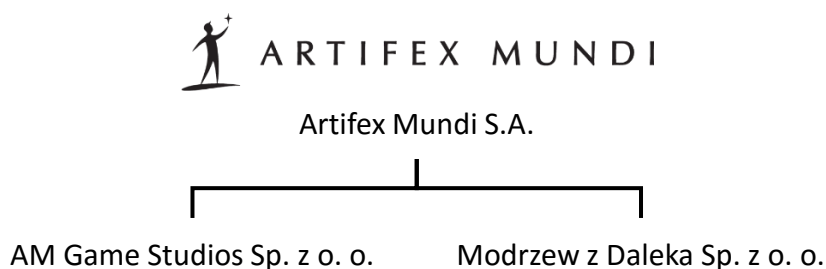 ARTIFEX MUNDI
Artifex Mundi S.A.
AM Game Studios Sp. z o. o.
Modrzew z Daleka Sp. z o. o.